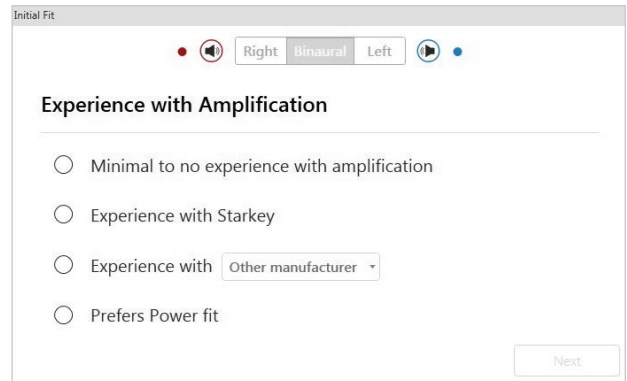 Initial Fit
Right Binaural Left
Experience with Amplification
Minimal to no experience with amplification
Experience with Starkey
Experience with Other manufacturer
Prefers Power fit
Next